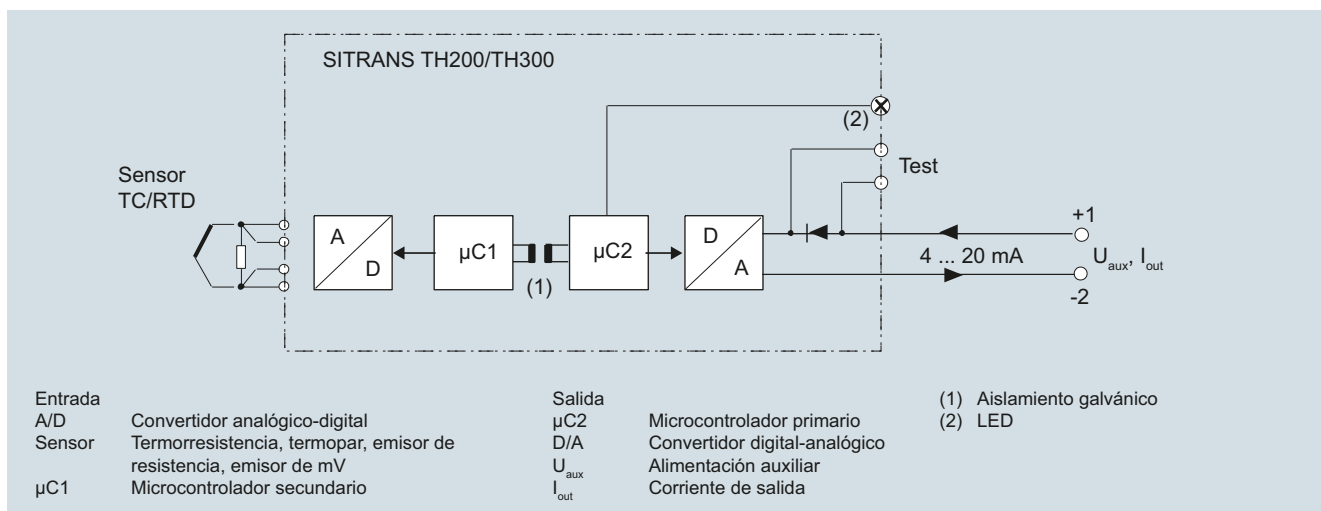 SITRANS TH200/TH300
(2)
Test
Sensor
TC/RTD
A
D
µC1
(1)
µC2
D
A
4 ... 20 mA
+1
Uaux, Iout
-2
Entrada
A/D Convertidor analógico-digital
Sensor Termorresistencia, termopar, emisor de
resistencia, emisor de mV
µC1 Microcontrolador secundario
Salida
µC2 Microcontrolador primario
D/A Convertidor digital-analógico
Uaux Alimentación auxiliar
Iout Corriente de salida
(1) Aislamiento galvánico
(2) LED